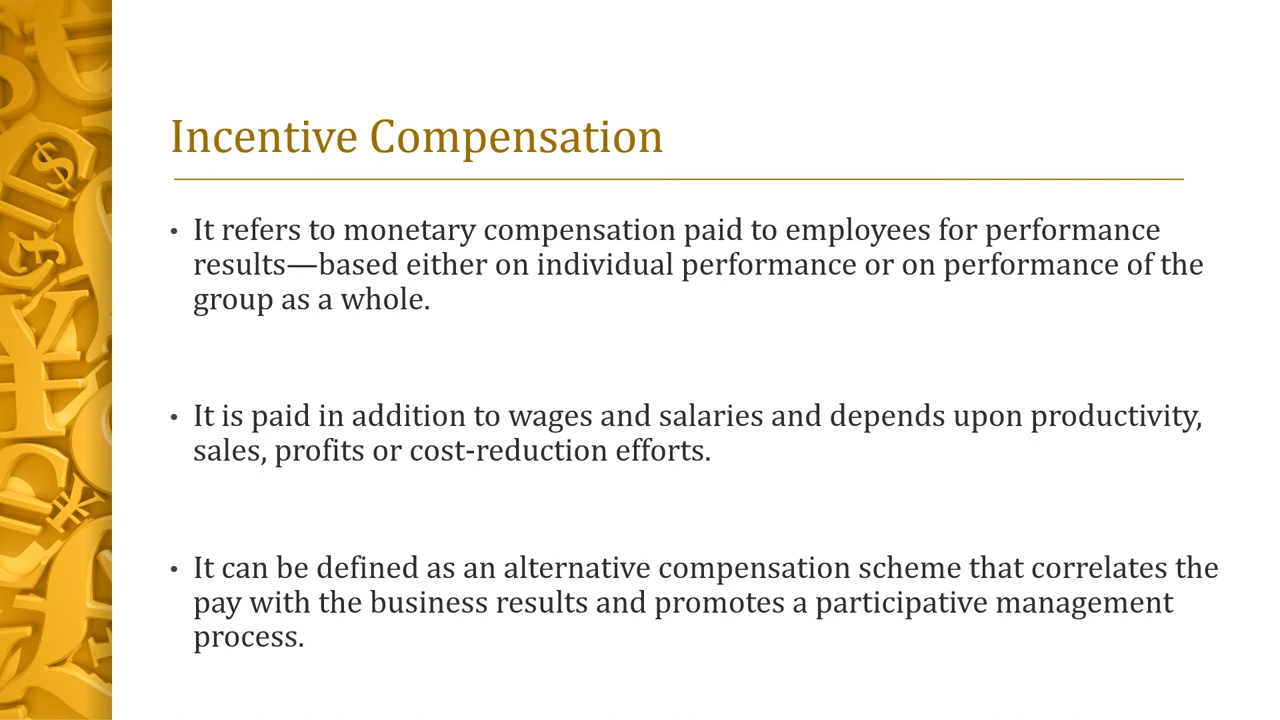 Incentive Compensation
• It refers to monetary compensation paid to employees for performance
results—based either on individual performance or on performance of the
group as a whole.
• It is paid in addition to wages and salaries and depends upon productivity,
sales, profits or cost-reduction efforts.
• It can be defined as an alternative compensation scheme that correlates the
pay with the business results and promotes a participative management
process.